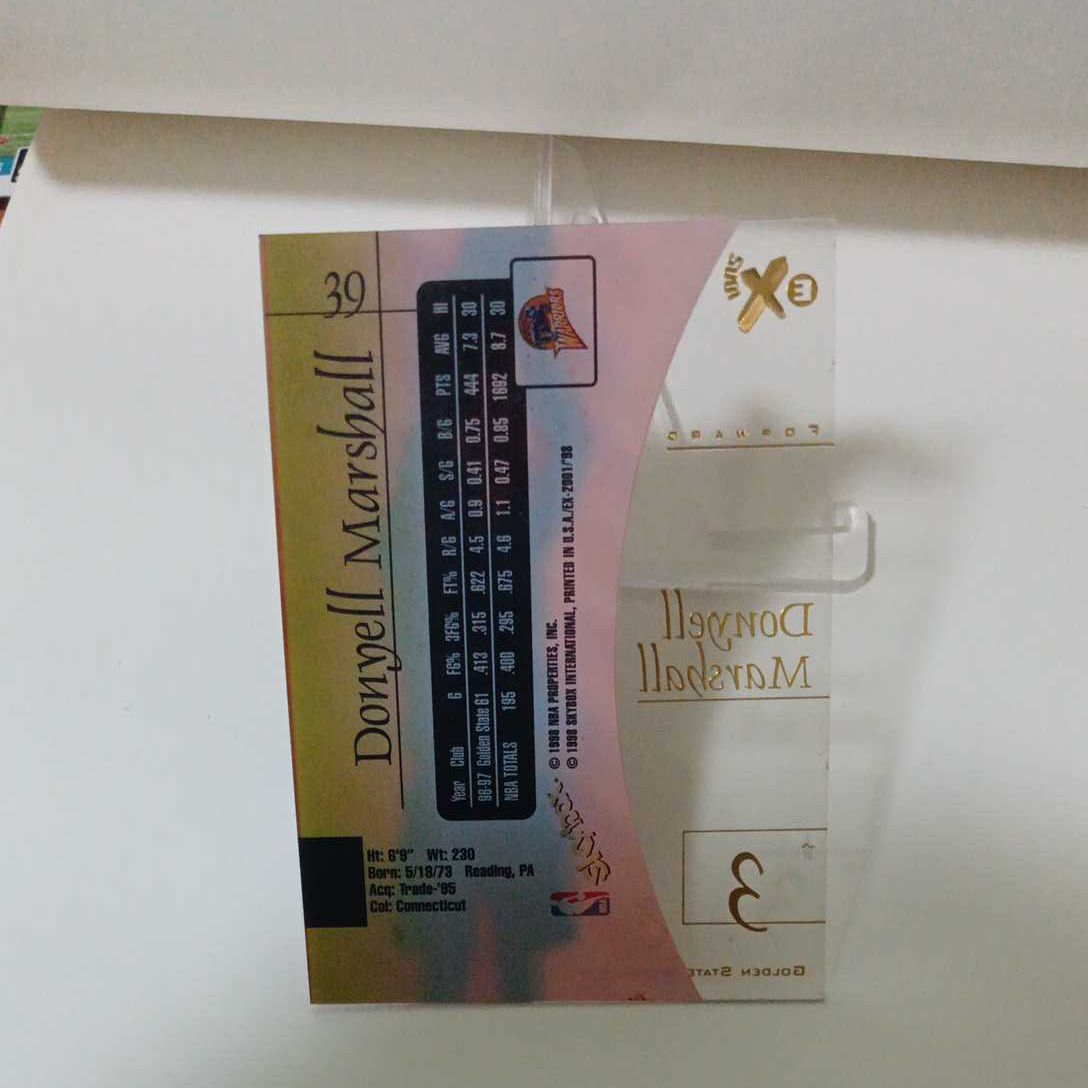 39
Donyell Marshall
Year Club G FG% 3FG% FT% R/G A/G S/G B/G PTS AVG HI
96-97 Golden State 61 .413 .315 .622 4.5 0.9 0.41 0.75 444 7.3 30
NBA TOTALS 195 .400 .295 .675 4.6 1.1 0.47 0.85 1692 8.7 30
WARRIORS
© 1998 NBA PROPERTIES, INC.
© 1998 SKYBOX INTERNATIONAL, PRINTED IN U.S.A./EX-2001/'98
Ht: 6'9" Wt: 230
Born: 5/18/73 Reading, PA
Acq: Trade-'95
Col: Connecticut
SkyBox
NBA
E X
FORWARD
Donyell
Marshall
3
GOLDEN STATE